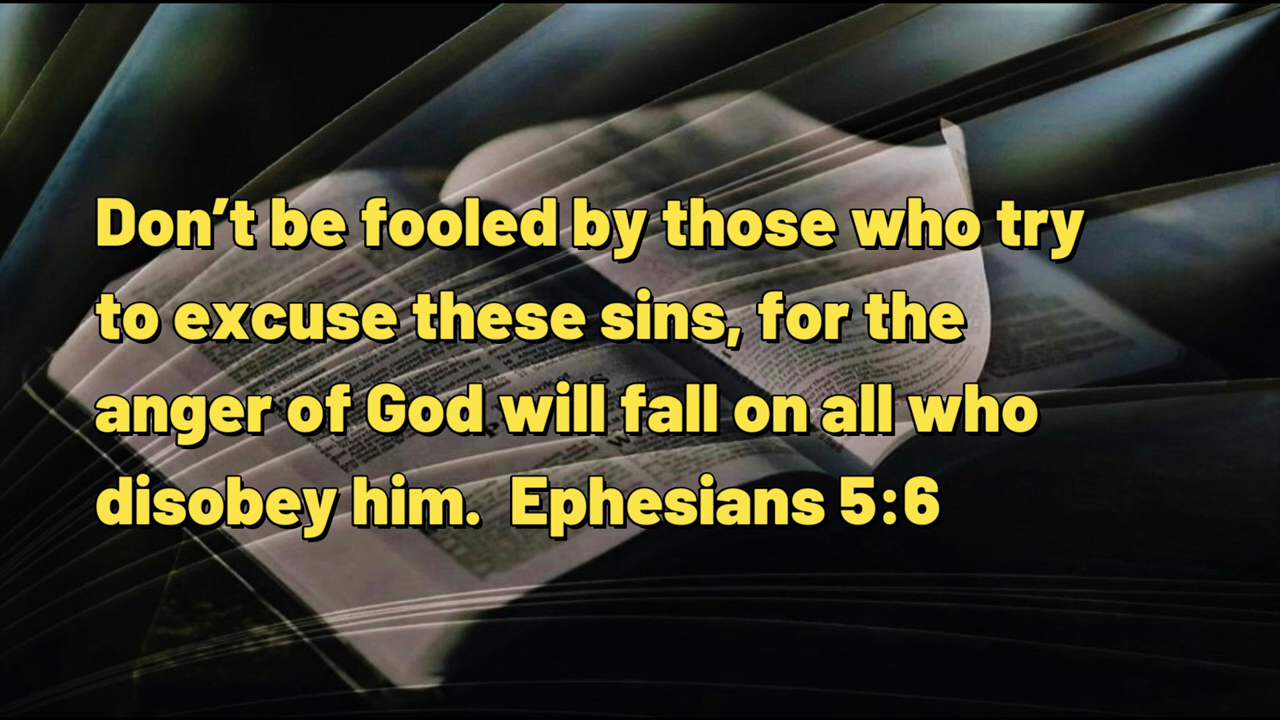 Don’t be fooled by those who try
to excuse these sins, for the
anger of God will fall on all who
disobey him.  Ephesians 5:6